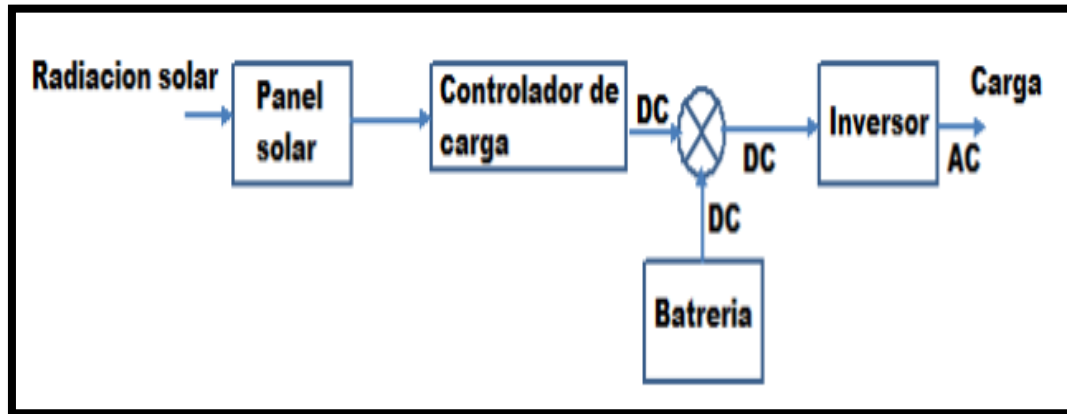 Radiacion solar
Panel
solar
Controlador de
carga
DC
DC
DC
Batreria
Inversor
Carga
AC